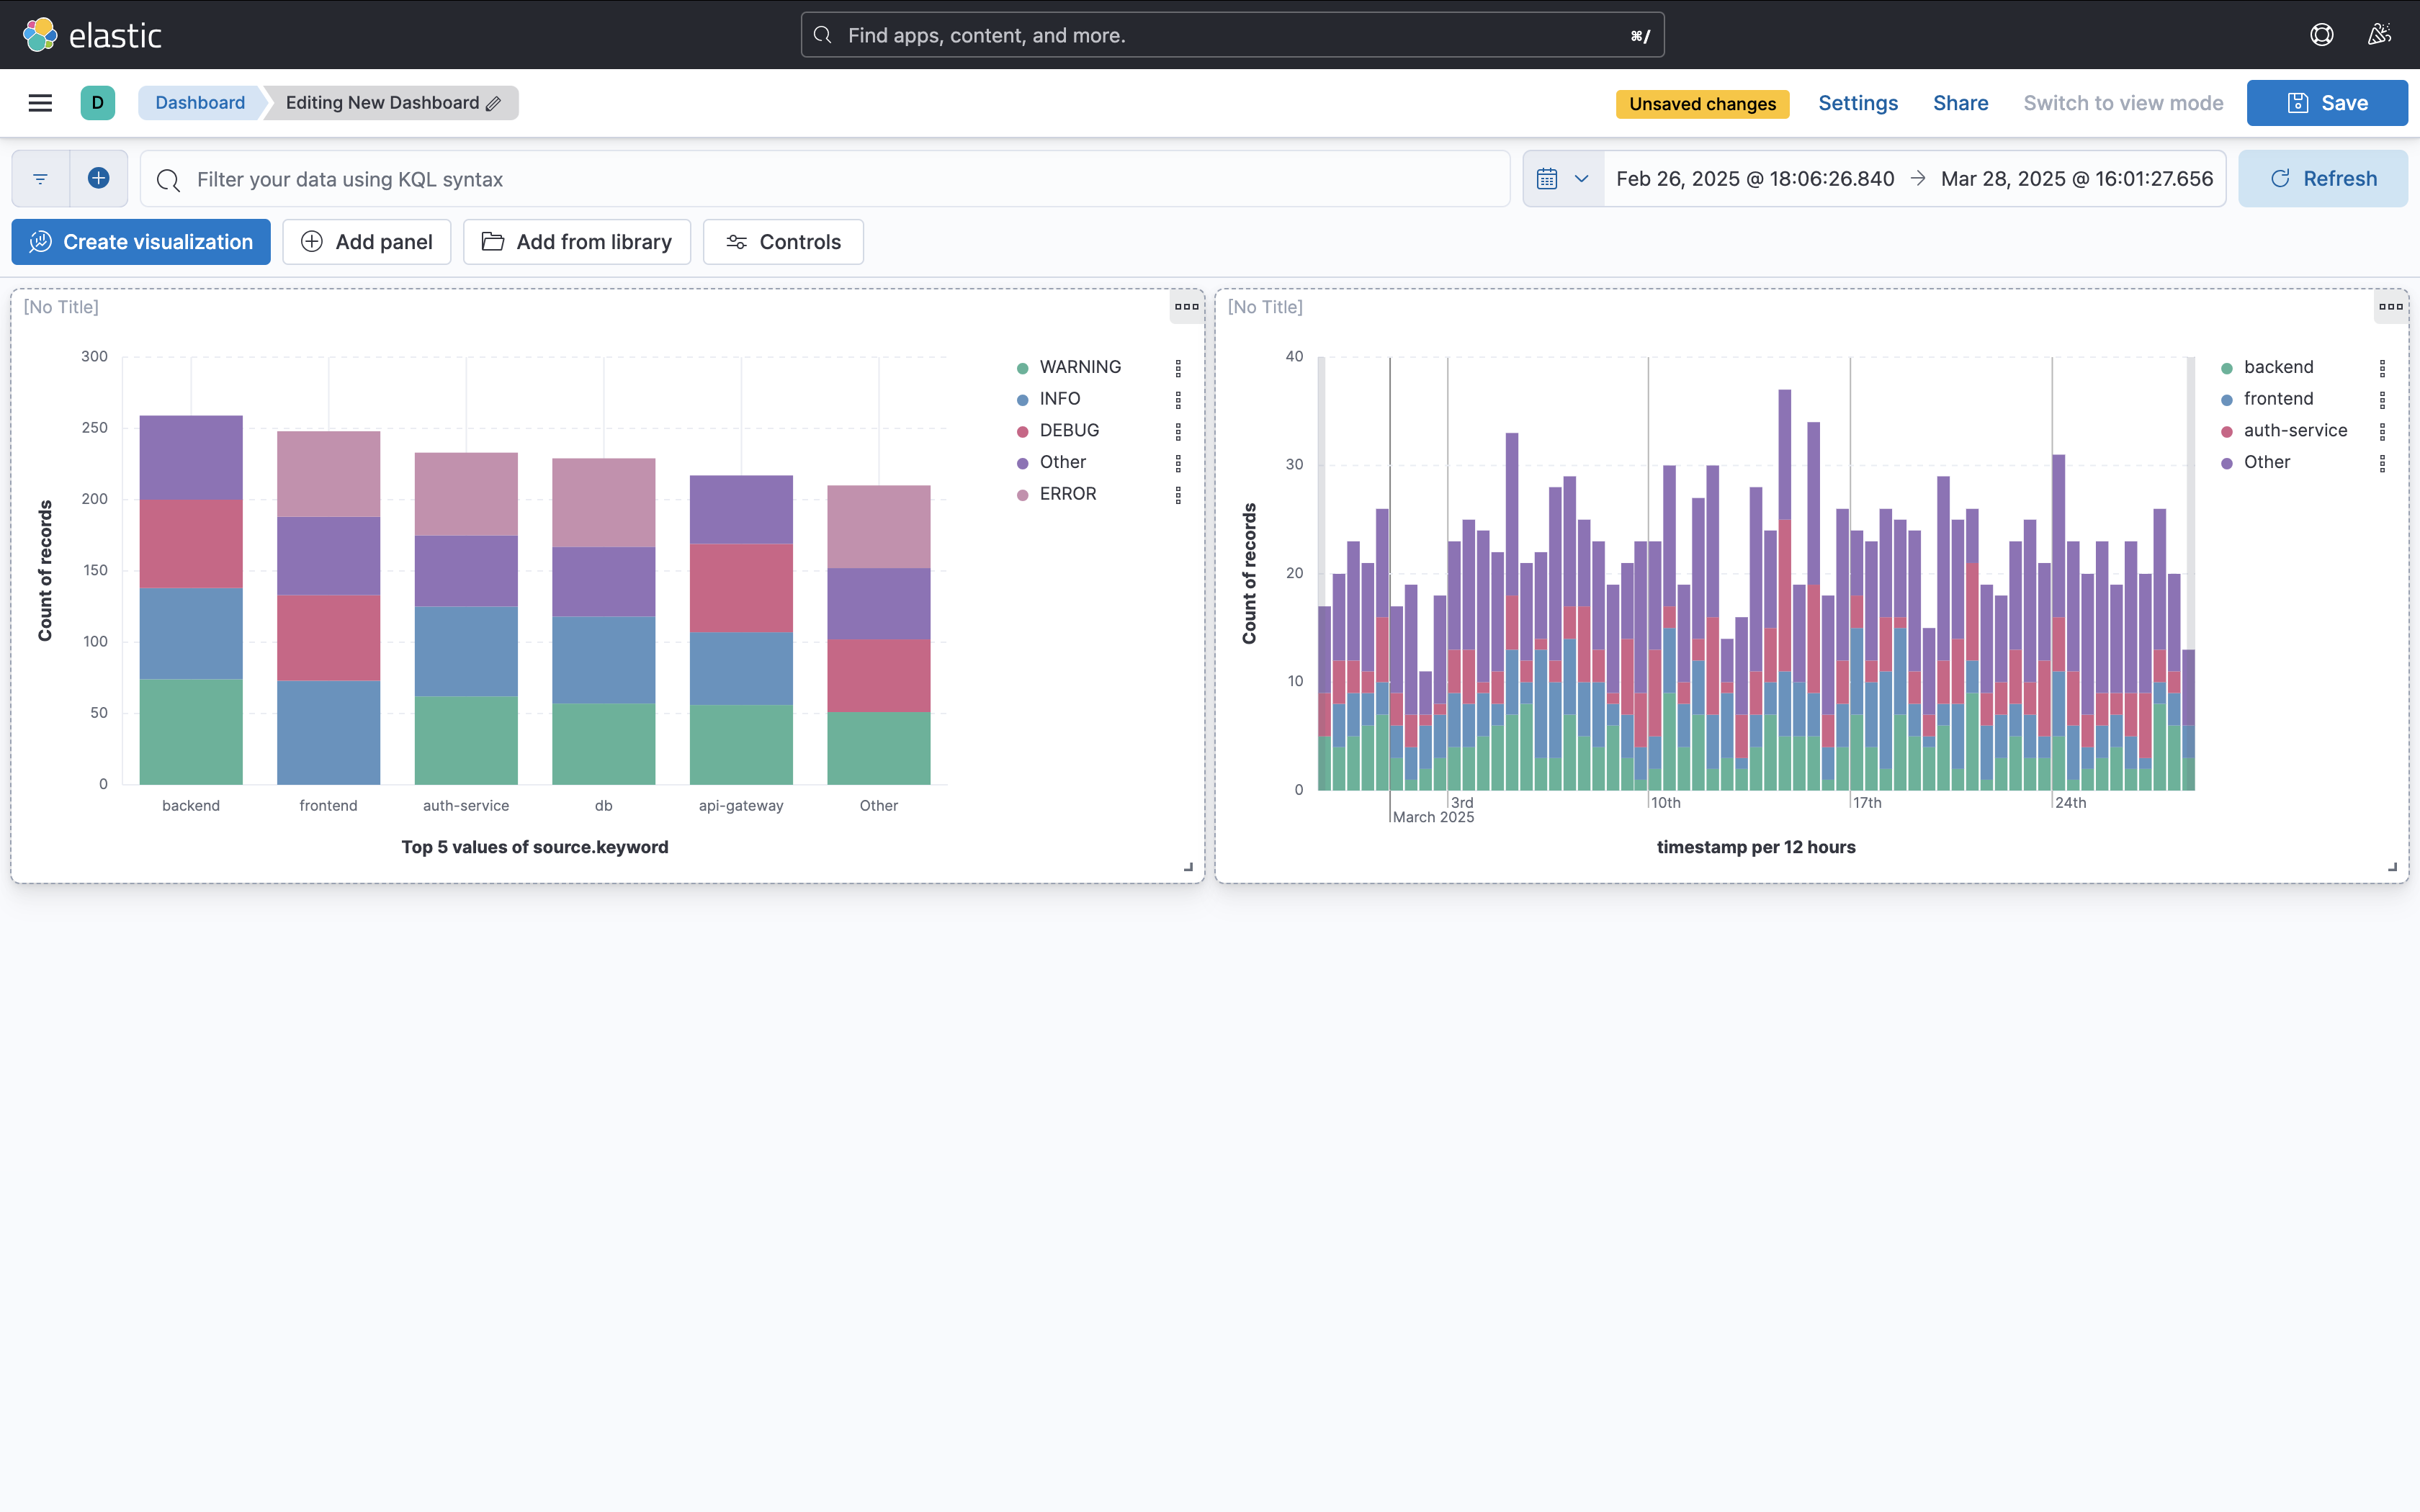 elastic
Find apps, content, and more.
⌘/
D
Dashboard
Editing New Dashboard
Unsaved changes
Settings
Share
Switch to view mode
Save
Filter your data using KQL syntax
Feb 26, 2025 @ 18:06:26.840 → Mar 28, 2025 @ 16:01:27.656
Refresh
Create visualization
Add panel
Add from library
Controls
[No Title]
300
250
200
150
100
50
0
Count of records
backend
frontend
auth-service
db
api-gateway
Other
Top 5 values of source.keyword
WARNING
INFO
DEBUG
Other
ERROR
[No Title]
40
30
20
10
0
Count of records
3rd
10th
17th
24th
March 2025
timestamp per 12 hours
backend
frontend
auth-service
Other